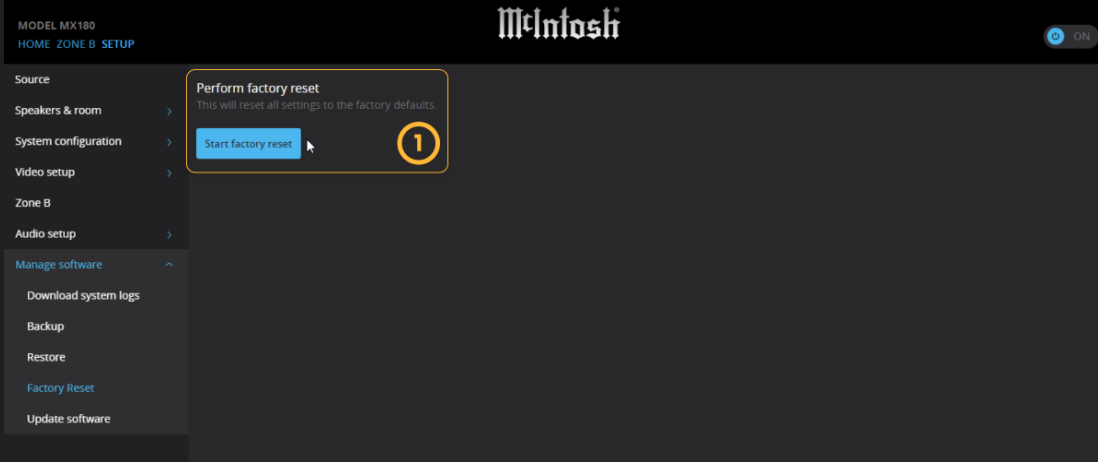 MODEL MX180
HOME ZONE B SETUP
McIntosh
ON
Source
Speakers & room
System configuration
Video setup
Zone B
Audio setup
Manage software
Download system logs
Backup
Restore
Factory Reset
Update software
Perform factory reset
This will reset all settings to the factory defaults.
Start factory reset
1